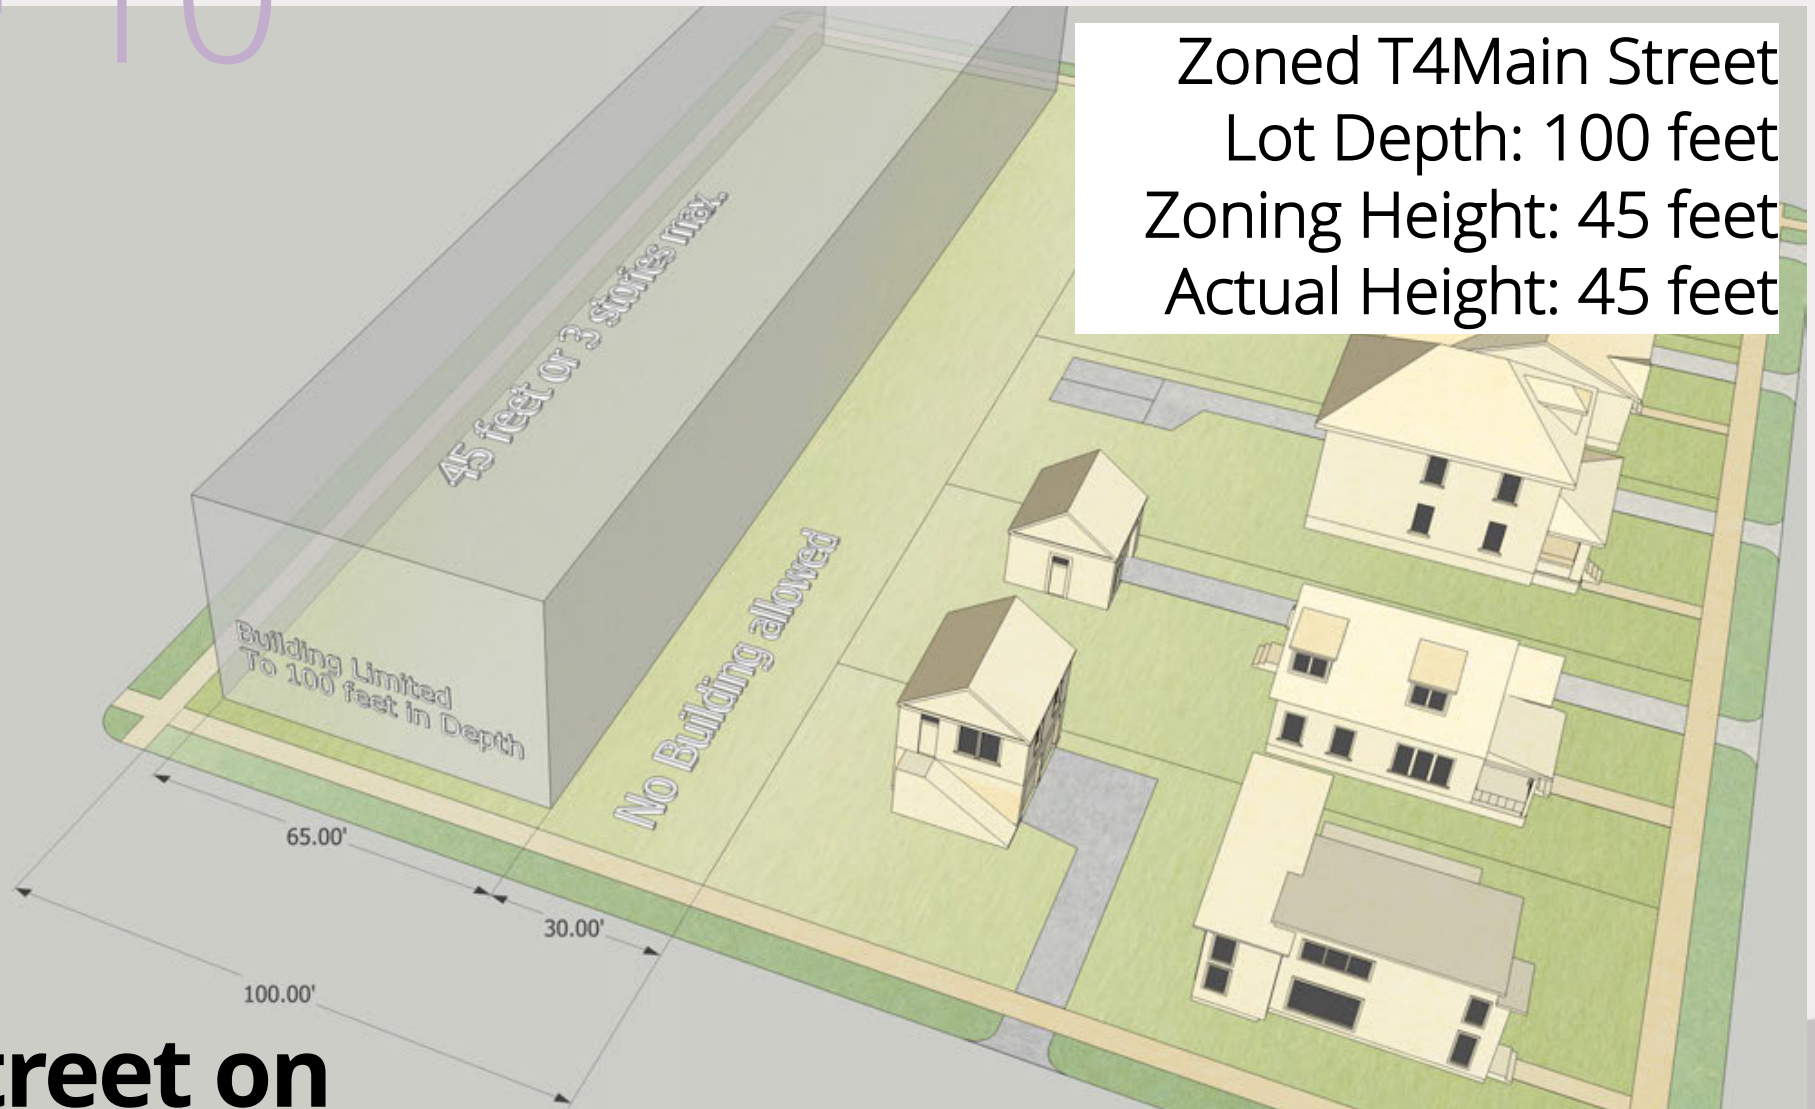 10
Zoned T4Main Street
Lot Depth: 100 feet
Zoning Height: 45 feet
Actual Height: 45 feet
45 feet or 3 stories max.
No Building allowed
Building Limited
To 100 feet in Depth
65.00'
30.00'
100.00'
treet on